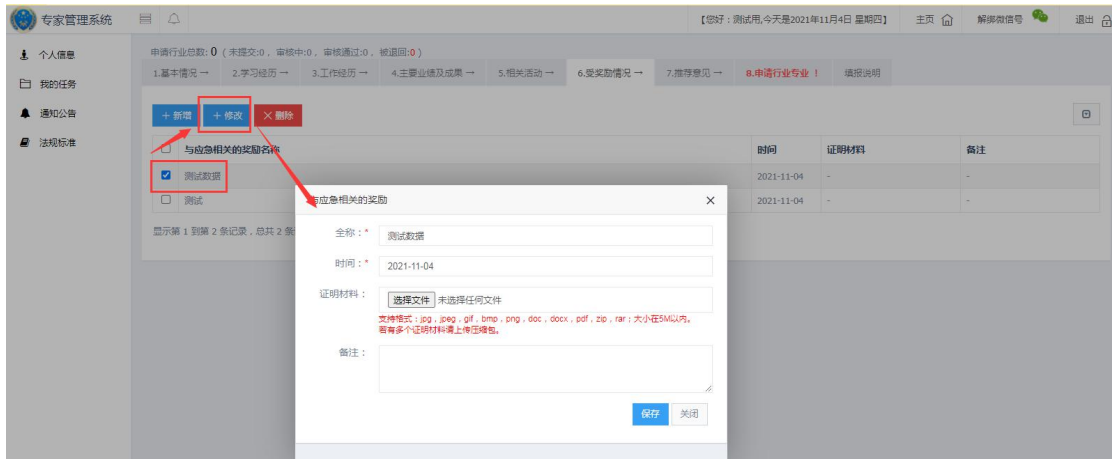 专家管理系统
【您好：测试用,今天是2021年11月4日 星期四】 主页 解绑微信号 退出
个人信息
我的任务
通知公告
法规标准
申请行业总数: 0 ( 未提交:0 , 审核中:0 , 审核通过:0 , 被退回:0 )
1.基本情况→ 2.学习经历→ 3.工作经历→ 4.主要业绩及成果→ 5.相关活动→ 6.受奖励情况→ 7.推荐意见→ 8.申请行业专业 ！ 填报说明
+ 新增 + 修改 × 删除
与应急相关的奖励名称 时间 证明材料 备注
测试数据 2021-11-04 - -
测试 2021-11-04 - -
显示第 1 到第 2 条记录，总共 2 条
与应急相关的奖励 ×
全称：* 测试数据
时间：* 2021-11-04
证明材料： 选择文件 未选择任何文件
支持格式：jpg，jpeg，gif，bmp，png，doc，docx，pdf，zip，rar；大小在5M以内。
若有多个证明材料请上传压缩包。
备注：
保存 关闭